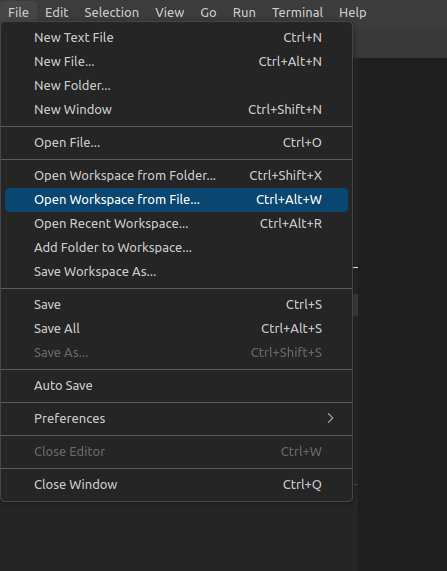 File Edit Selection View Go Run Terminal Help
New Text File Ctrl+N
New File... Ctrl+Alt+N
New Folder...
New Window Ctrl+Shift+N
Open File... Ctrl+O
Open Workspace from Folder... Ctrl+Shift+X
Open Workspace from File... Ctrl+Alt+W
Open Recent Workspace... Ctrl+Alt+R
Add Folder to Workspace...
Save Workspace As...
Save Ctrl+S
Save All Ctrl+Alt+S
Save As... Ctrl+Shift+S
Auto Save
Preferences
Close Editor Ctrl+W
Close Window Ctrl+Q